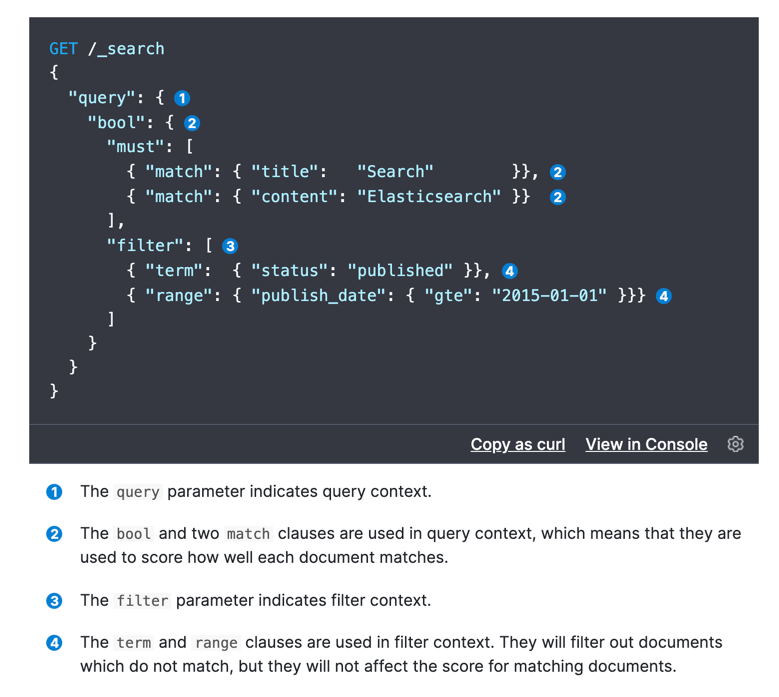 GET /_search
{
  "query": { 1
    "bool": { 2
      "must": [
        { "match": { "title":   "Search"        }}, 2
        { "match": { "content": "Elasticsearch" }}  2
      ],
      "filter": [ 3
        { "term":  { "status": "published" }}, 4
        { "range": { "publish_date": { "gte": "2015-01-01" }}} 4
      ]
    }
  }
}
Copy as curl View in Console
1 The query parameter indicates query context.
2 The bool and two match clauses are used in query context, which means that they are
used to score how well each document matches.
3 The filter parameter indicates filter context.
4 The term and range clauses are used in filter context. They will filter out documents
which do not match, but they will not affect the score for matching documents.